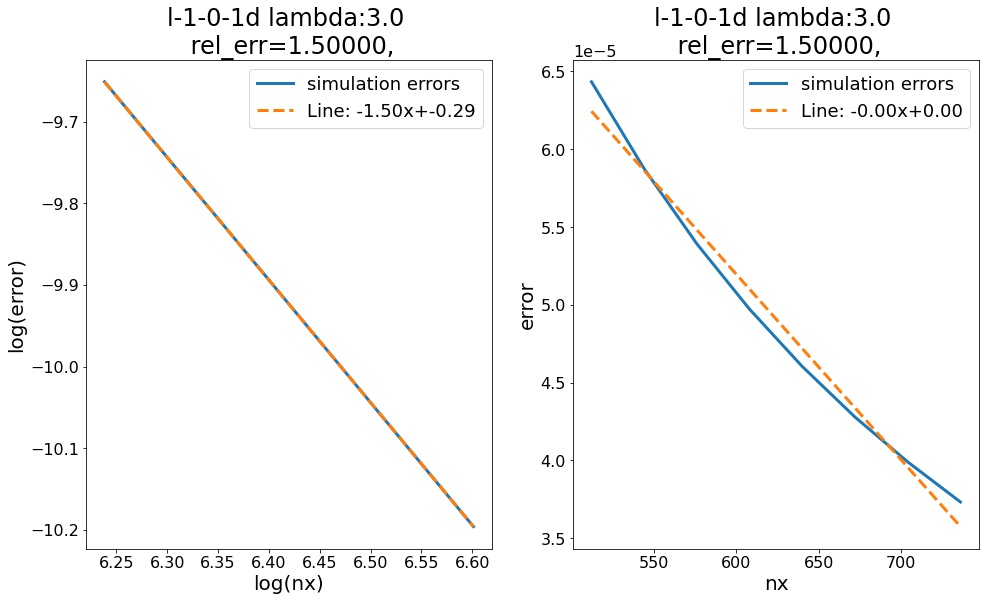 l-1-0-1d lambda:3.0
rel_err=1.50000,
simulation errors
Line: -1.50x+-0.29
−9.7
−9.8
−9.9
−10.0
−10.1
−10.2
log(error)
6.25 6.30 6.35 6.40 6.45 6.50 6.55 6.60
log(nx)
l-1-0-1d lambda:3.0
rel_err=1.50000,
1e−5
simulation errors
Line: -0.00x+0.00
6.5
6.0
5.5
5.0
4.5
4.0
3.5
error
550 600 650 700
nx